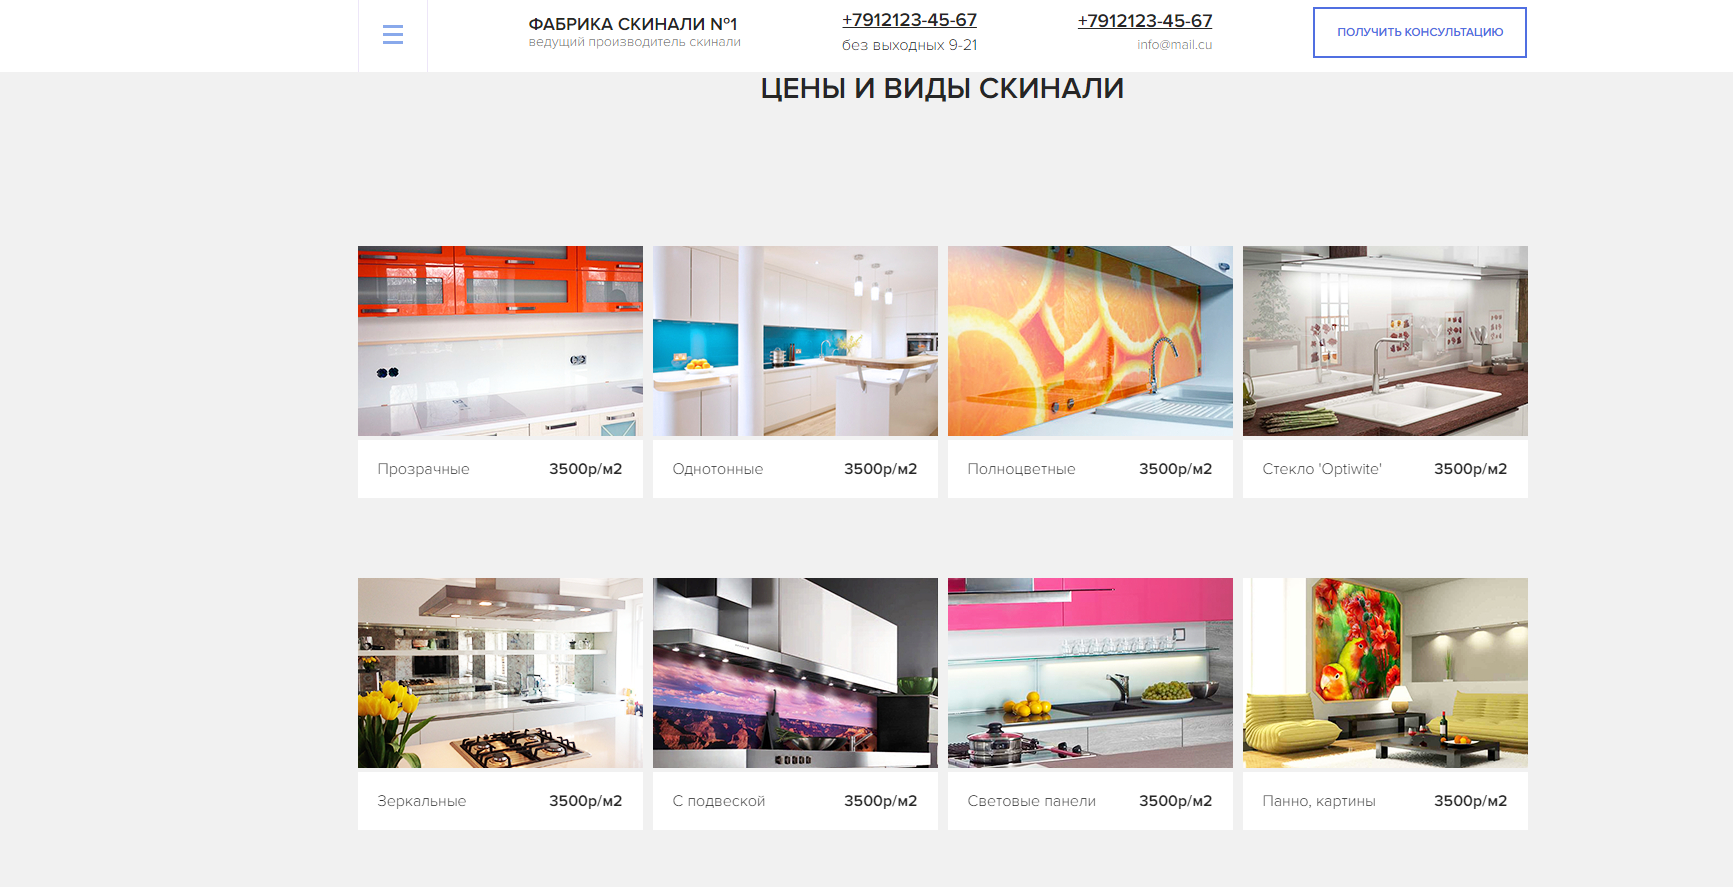 ФАБРИКА СКИНАЛИ №1
ведущий производитель скинали
+7912123-45-67
без выходных 9-21
+7912123-45-67
info@mail.cu
ПОЛУЧИТЬ КОНСУЛЬТАЦИЮ
ЦЕНЫ И ВИДЫ СКИНАЛИ
Прозрачные 3500р/м2
Однотонные 3500р/м2
Полноцветные 3500р/м2
Стекло 'Optiwite' 3500р/м2
Зеркальные 3500р/м2
С подвеской 3500р/м2
Световые панели 3500р/м2
Панно, картины 3500р/м2